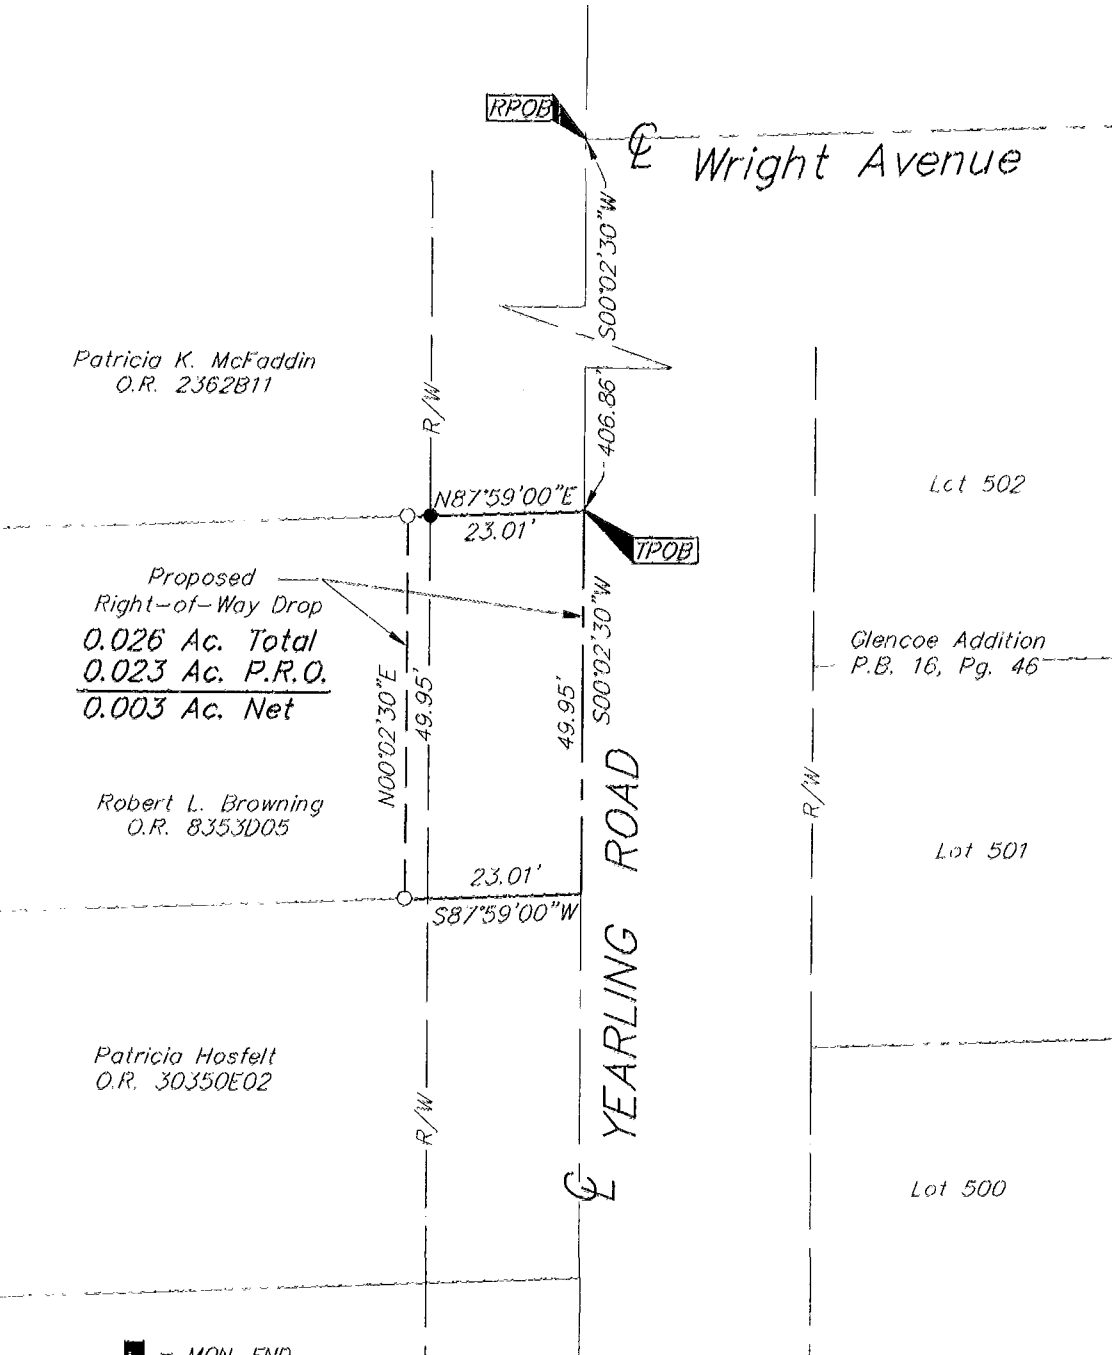 RPOB
℄ Wright Avenue
S00°02'30"W
Patricia K. McFaddin
O.R. 2362B11
R/W
406.86'
Lot 502
N87°59'00"E
23.01'
TPOB
Proposed
Right-of-Way Drop
0.026 Ac. Total
0.023 Ac. P.R.O.
0.003 Ac. Net
N00°02'30"E
49.95'
49.95'
S00°02'30"W
Glencoe Addition
P.B. 16, Pg. 46
R/W
Robert L. Browning
O.R. 8353D05
Lot 501
23.01'
S87°59'00"W
℄ YEARLING ROAD
Patricia Hosfelt
O.R. 30350E02
R/W
Lot 500
= MON. FND.